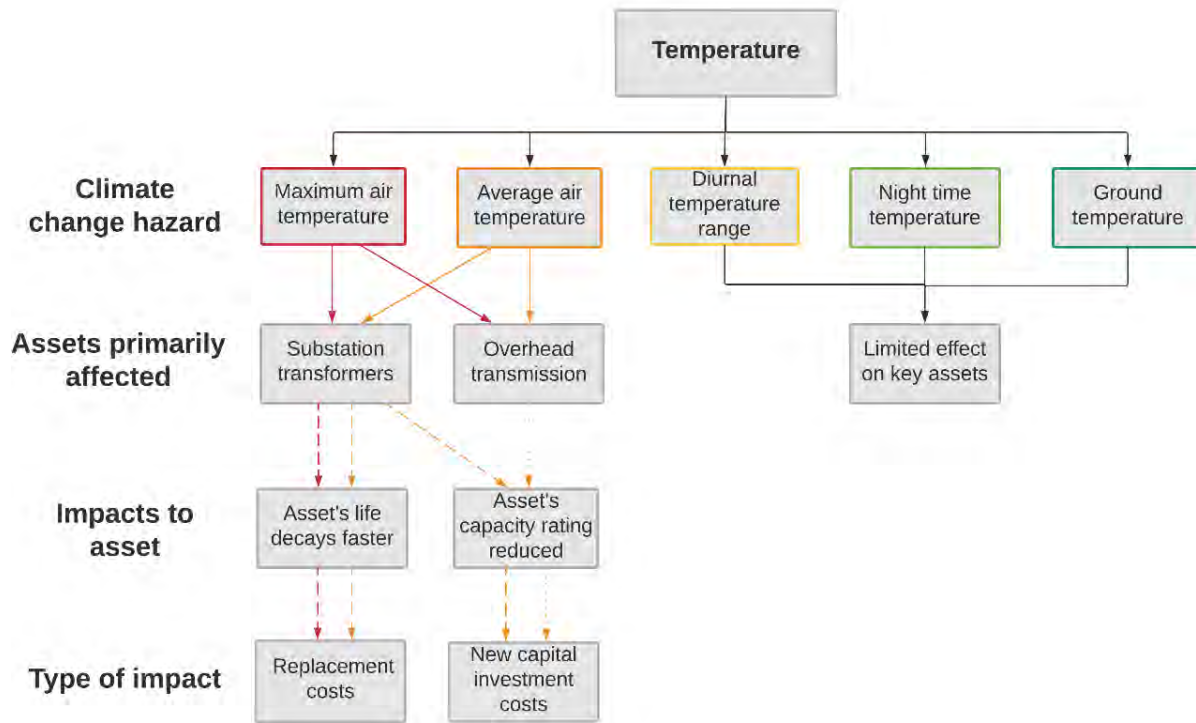 Temperature
Climate
change hazard
Maximum air
temperature
Average air
temperature
Diurnal
temperature
range
Night time
temperature
Ground
temperature
Assets primarily
affected
Substation
transformers
Overhead
transmission
Limited effect
on key assets
Impacts to
asset
Asset's life
decays faster
Asset's
capacity rating
reduced
Type of impact
Replacement
costs
New capital
investment
costs